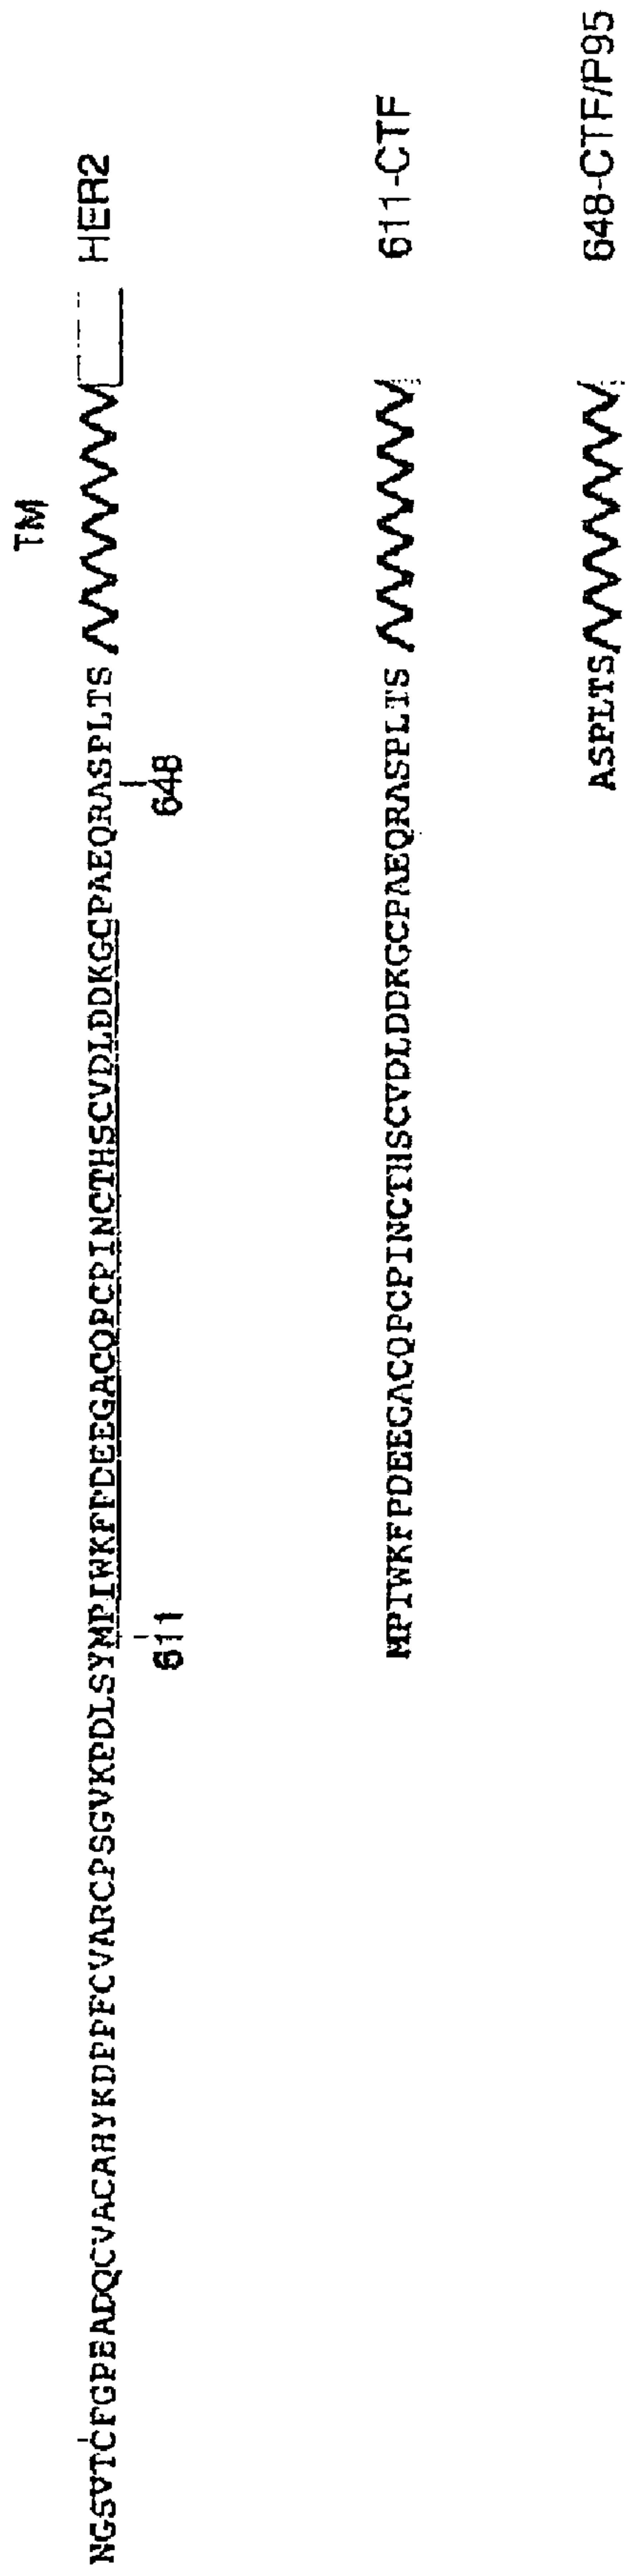 TM
NGSVTCFGPEADQCVACAHYKDPPFCVARCPSGVKPDLSYMPIWKFPDEEGACQPCPINCTHSCVDLDDKGCPAEQRASPLTS HER2
611 648
MPIWKFPDEEGACQPCPINCTHSCVDLDDKGCPAEQRASPLTS 611-CTF
ASPLTS 648-CTF/P95